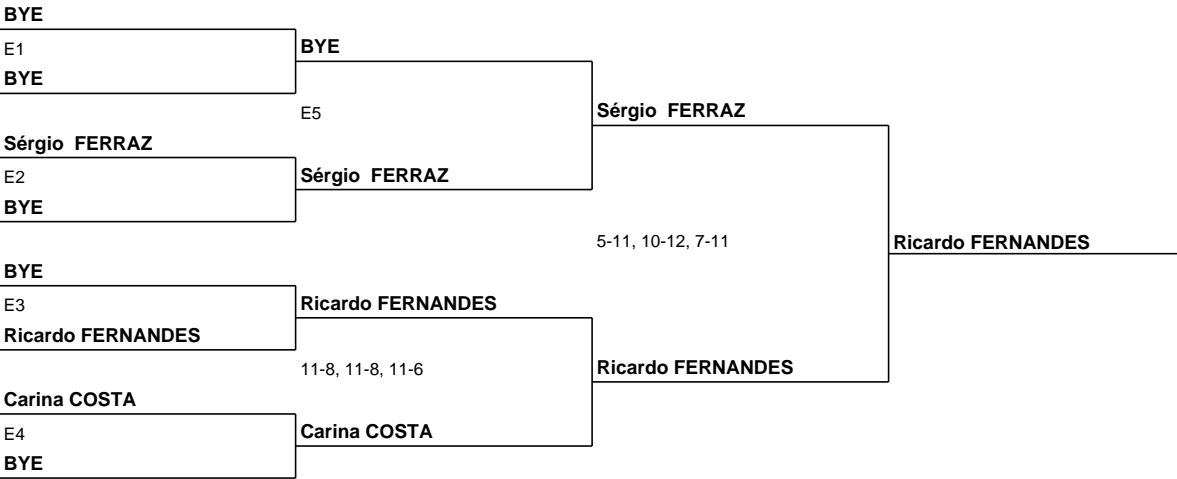 BYE
E1
BYE
BYE
E5
Sérgio  FERRAZ
Sérgio  FERRAZ
E2
Sérgio  FERRAZ
BYE
5-11, 10-12, 7-11
Ricardo FERNANDES
BYE
E3
Ricardo FERNANDES
Ricardo FERNANDES
11-8, 11-8, 11-6
Ricardo FERNANDES
Carina COSTA
E4
Carina COSTA
BYE